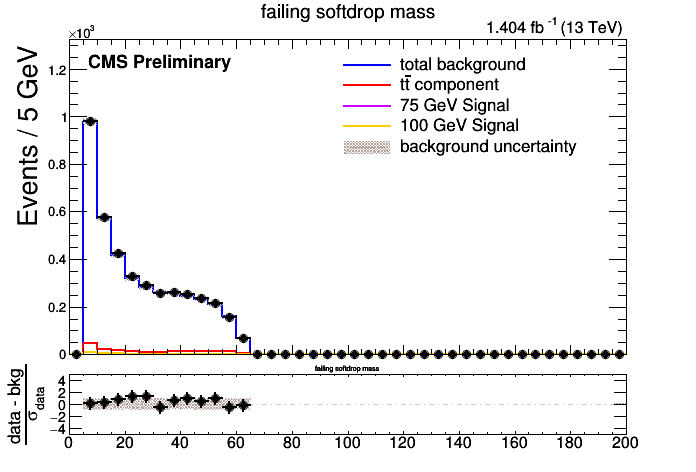 failing softdrop mass
×10³
1.404 fb⁻¹ (13 TeV)
CMS Preliminary
Events / 5 GeV
1.2
1
0.8
0.6
0.4
0.2
0
total background
tt̄ component
75 GeV Signal
100 GeV Signal
background uncertainty
failing softdrop mass
data - bkg
σ data
4
2
0
−2
−4
0 20 40 60 80 100 120 140 160 180 200